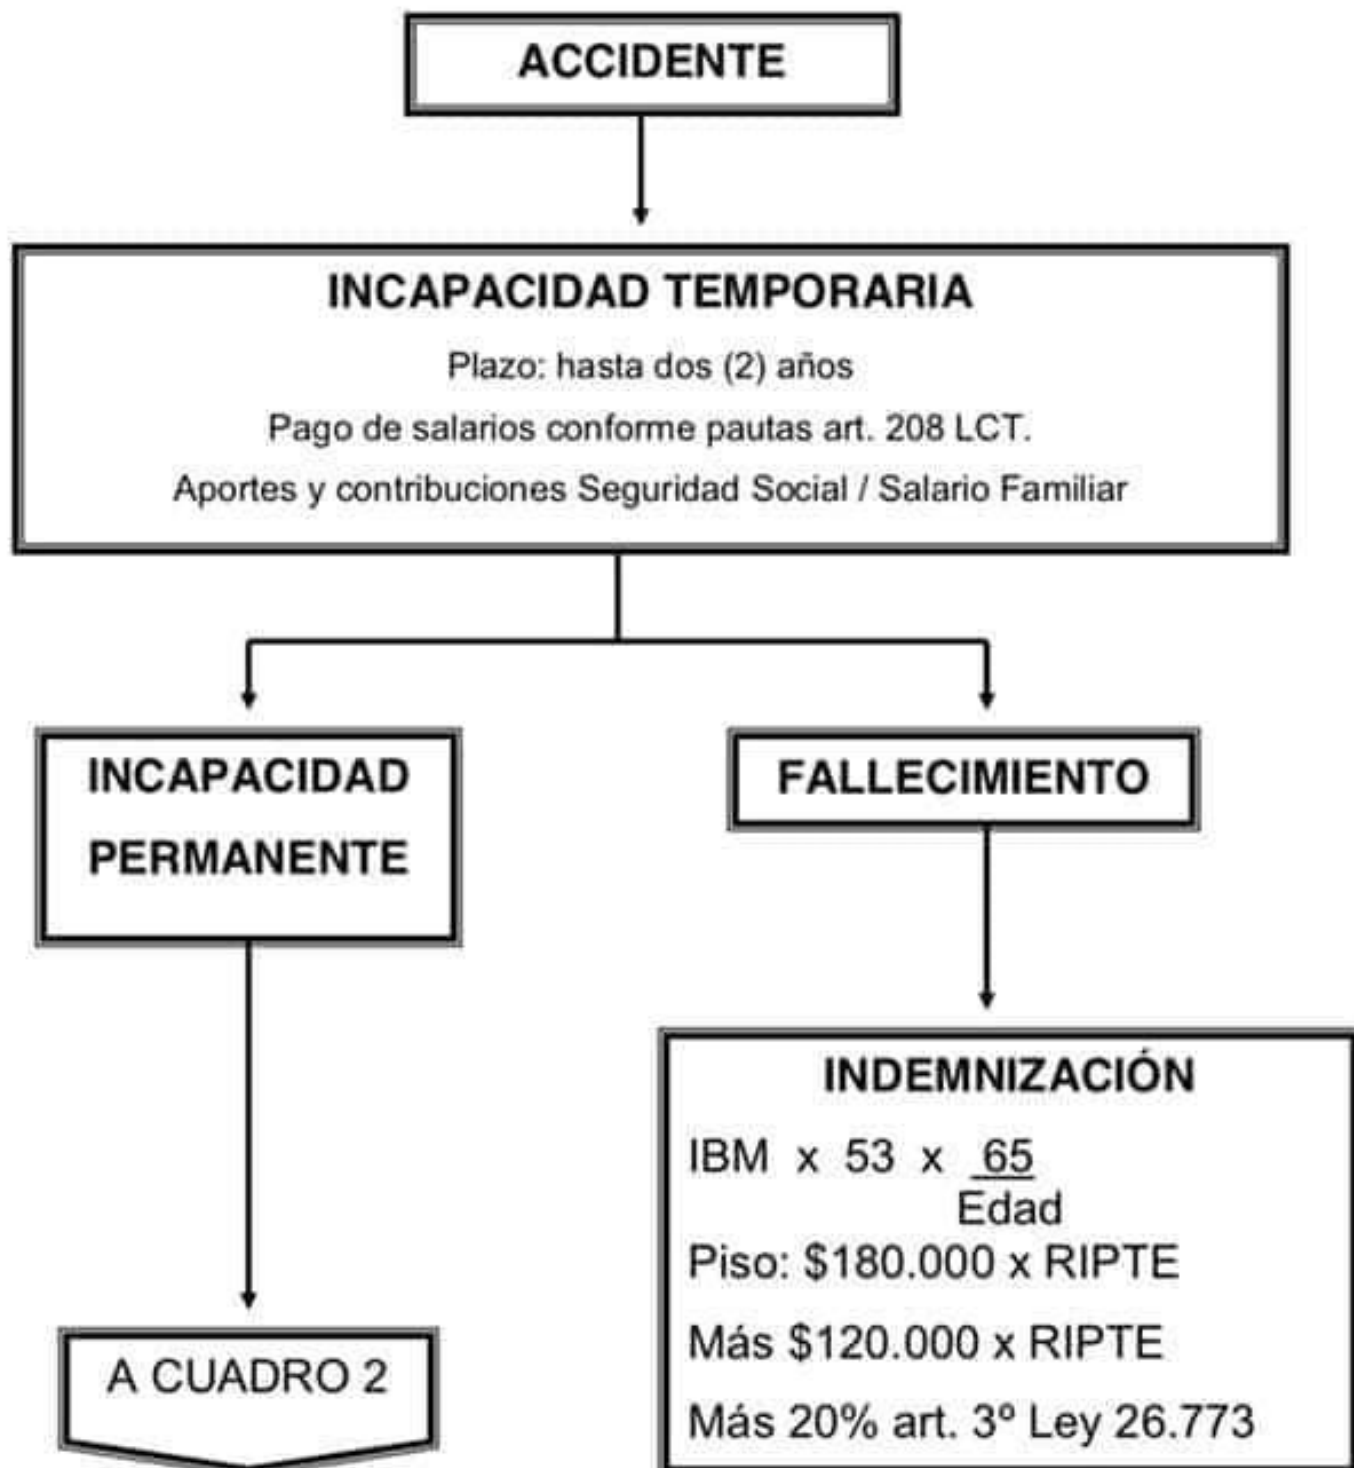 ACCIDENTE
INCAPACIDAD TEMPORARIA
Plazo: hasta dos (2) años
Pago de salarios conforme pautas art. 208 LCT.
Aportes y contribuciones Seguridad Social / Salario Familiar
INCAPACIDAD
PERMANENTE
A CUADRO 2
FALLECIMIENTO
INDEMNIZACIÓN
IBM x 53 x 65
Edad
Piso: $180.000 x RIPTE
Más $120.000 x RIPTE
Más 20% art. 3º Ley 26.773